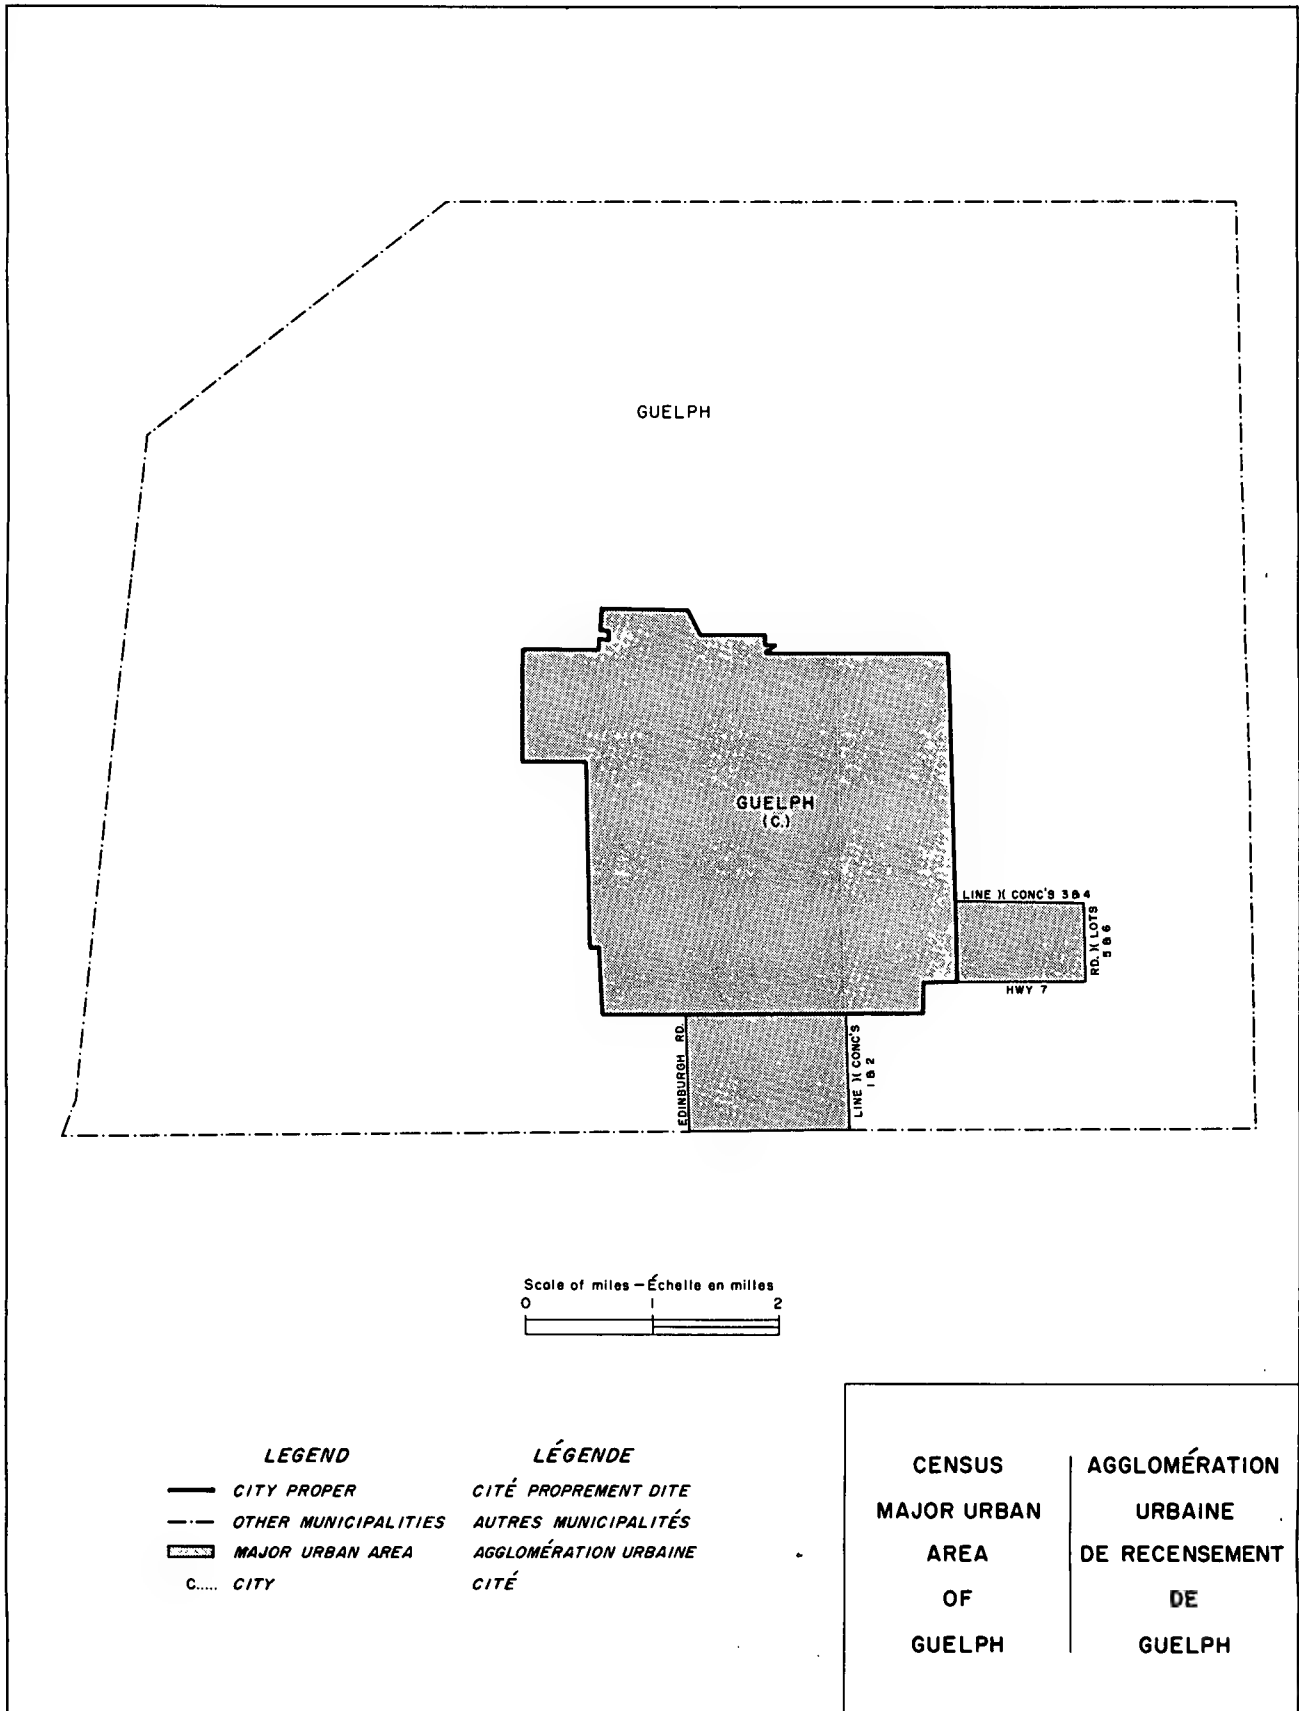 GUELPH
GUELPH
(C.)
LINE )( CONC'S 3 & 4
RD. )( LOTS
5 & 6
HWY 7
EDINBURGH RD.
LINE )( CONC'S
1 & 2
Scale of miles – Échelle en milles
0 1 2
LEGEND LÉGENDE
CITY PROPER CITÉ PROPREMENT DITE
OTHER MUNICIPALITIES AUTRES MUNICIPALITÉS
MAJOR URBAN AREA AGGLOMÉRATION URBAINE
C..... CITY CITÉ
CENSUS
MAJOR URBAN
AREA
OF
GUELPH
AGGLOMÉRATION
URBAINE
DE RECENSEMENT
DE
GUELPH